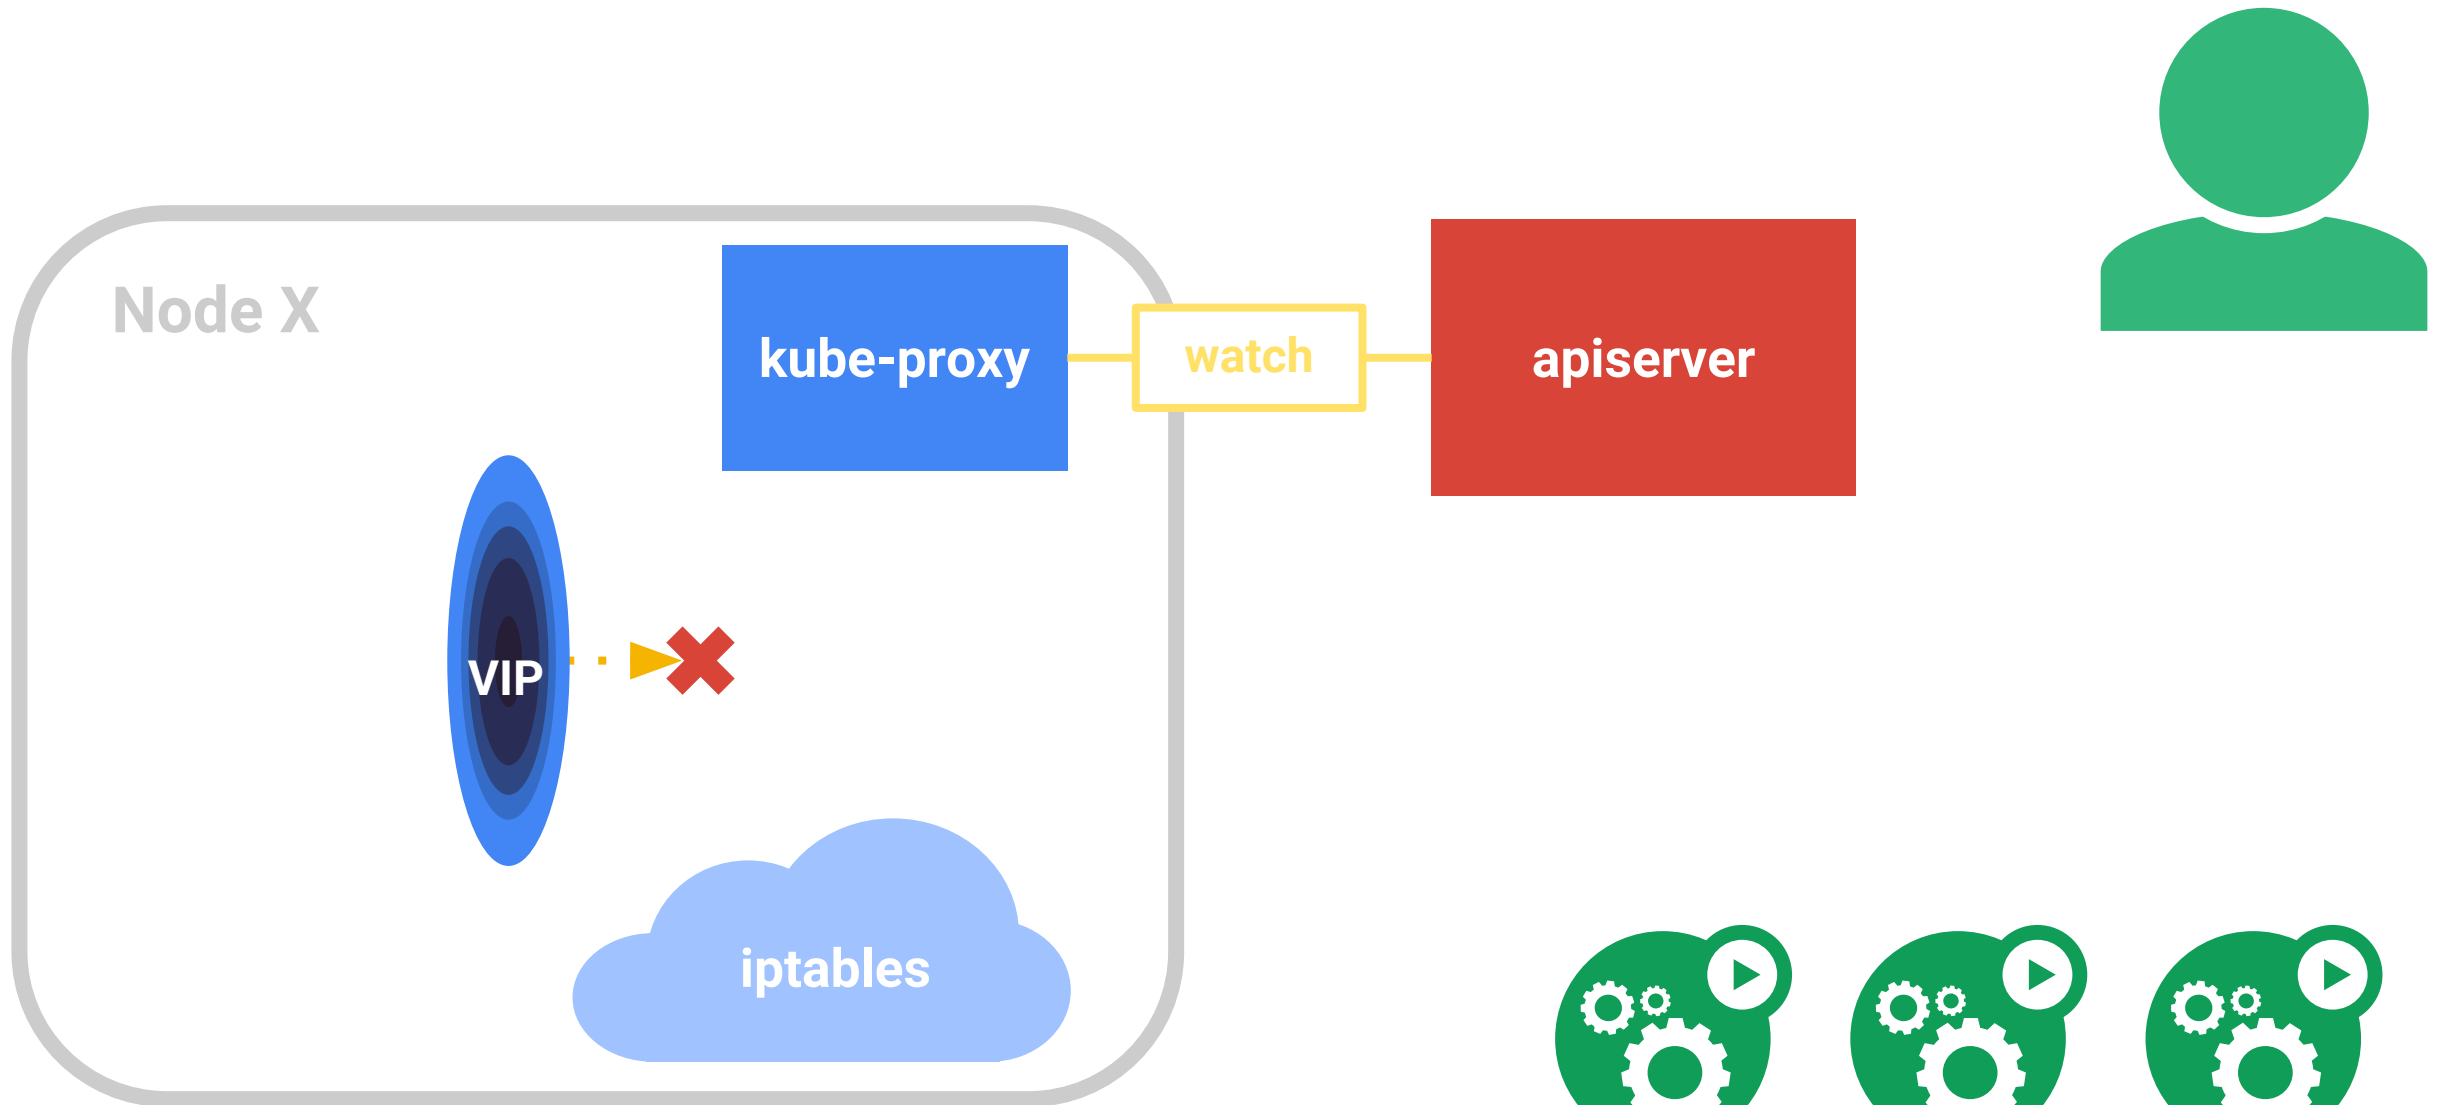 Node X
kube-proxy
watch
apiserver
VIP
iptables